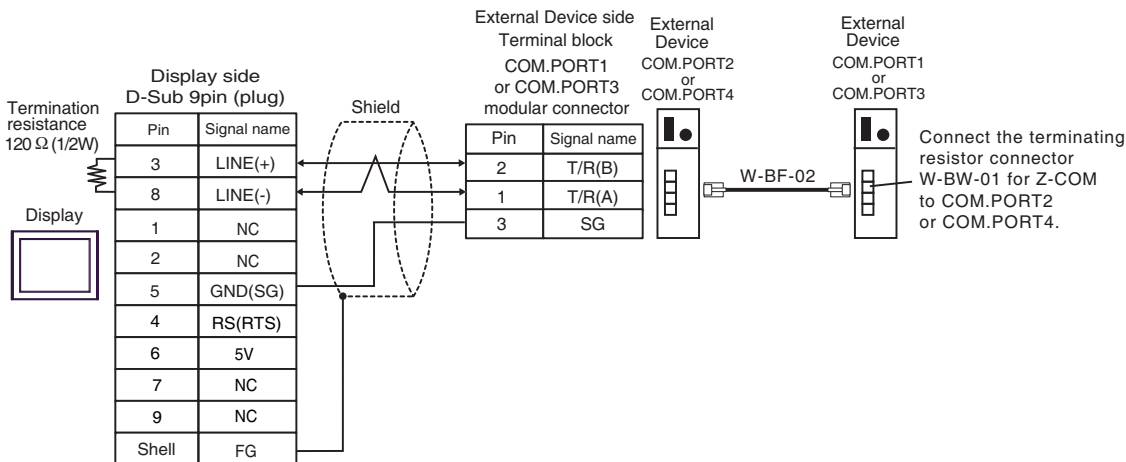 External Device side
Terminal block
COM.PORT1
or COM.PORT3
modular connector
External
Device
COM.PORT2
or
COM.PORT4
External
Device
COM.PORT1
or
COM.PORT3
Display side
D-Sub 9pin (plug)
Shield
Termination
resistance
120 Ω (1/2W)
Display
Pin Signal name
3 LINE(+)
8 LINE(-)
1 NC
2 NC
5 GND(SG)
4 RS(RTS)
6 5V
7 NC
9 NC
Shell FG
Pin Signal name
2 T/R(B)
1 T/R(A)
3 SG
W-BF-02
Connect the terminating
resistor connector
W-BW-01 for Z-COM
to COM.PORT2
or COM.PORT4.